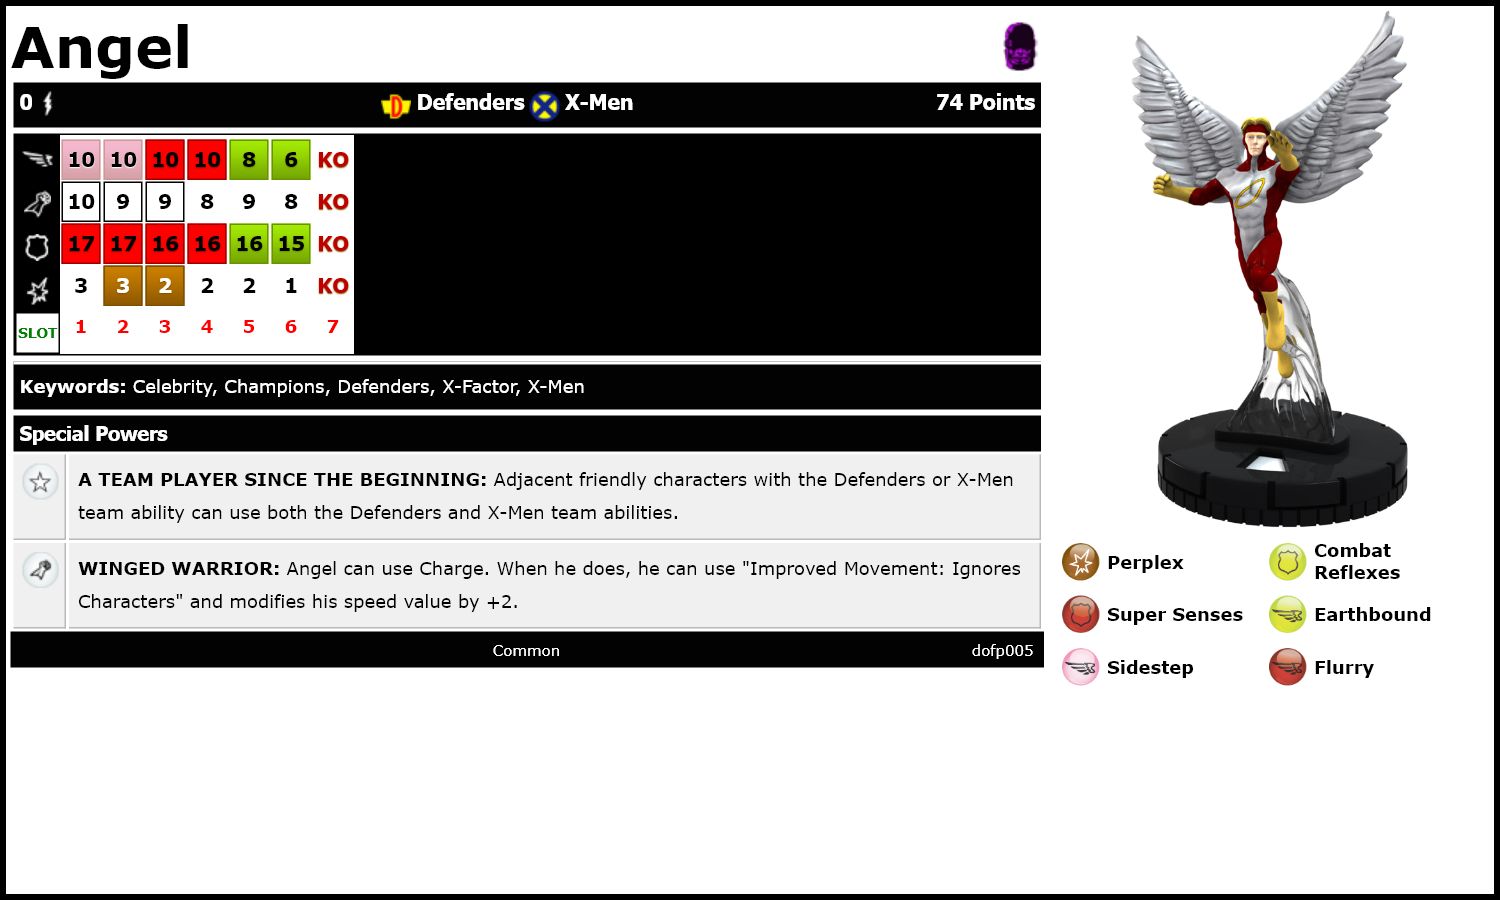 Angel
0 Defenders X-Men 74 Points
10 10 10 10 8 6 KO
10 9 9 8 9 8 KO
17 17 16 16 16 15 KO
3 3 2 2 2 1 KO
SLOT 1 2 3 4 5 6 7
Keywords: Celebrity, Champions, Defenders, X-Factor, X-Men
Special Powers
A TEAM PLAYER SINCE THE BEGINNING: Adjacent friendly characters with the Defenders or X-Men
team ability can use both the Defenders and X-Men team abilities.
WINGED WARRIOR: Angel can use Charge. When he does, he can use "Improved Movement: Ignores
Characters" and modifies his speed value by +2.
Common dofp005
Perplex
Combat
Reflexes
Super Senses
Earthbound
Sidestep
Flurry